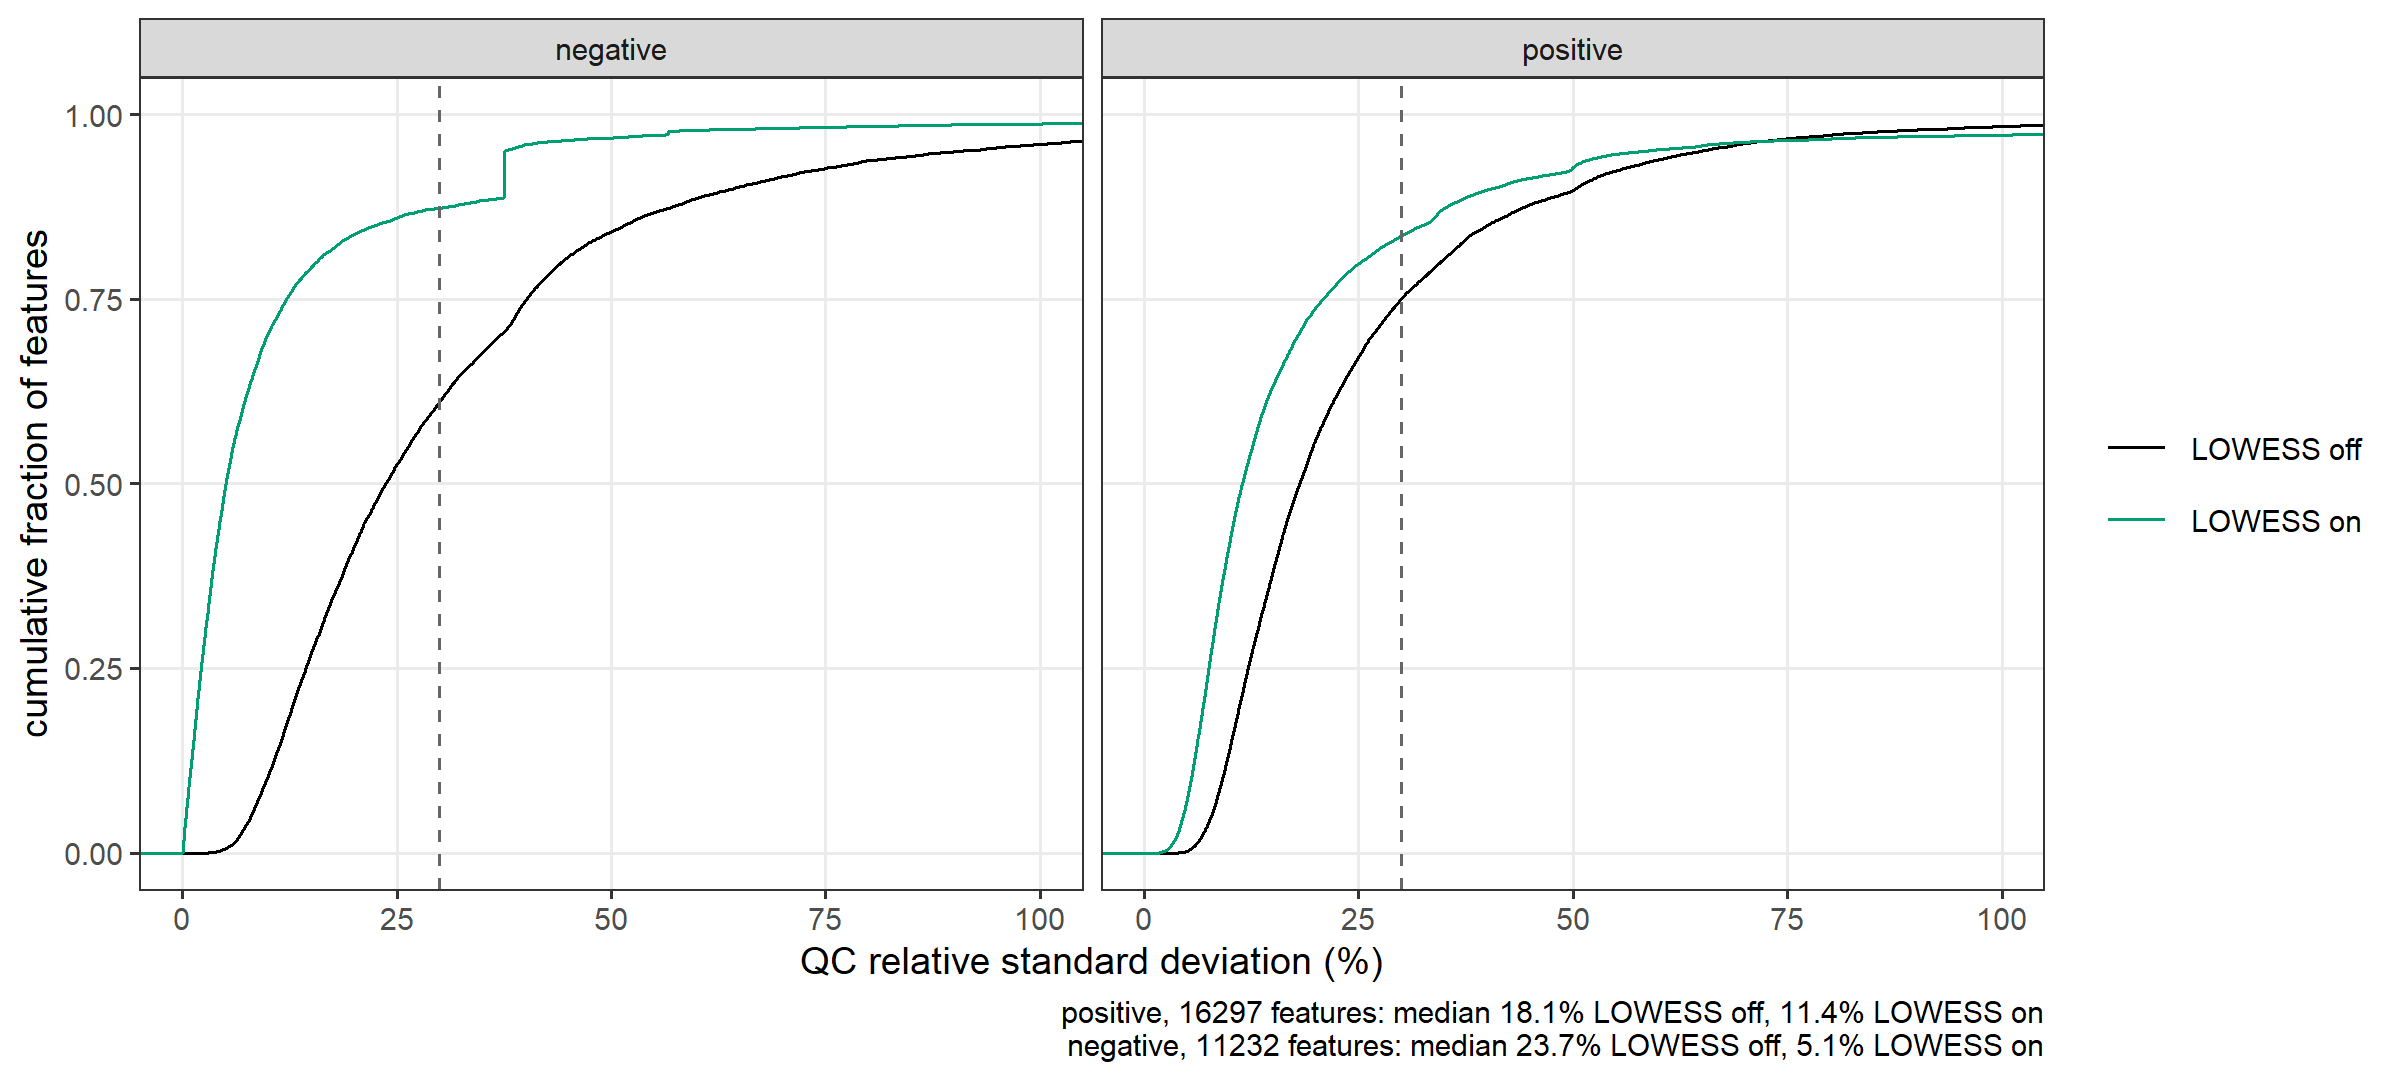 negative
positive
cumulative fraction of features
1.00
0.75
0.50
0.25
0.00
0 25 50 75 100
0 25 50 75 100
QC relative standard deviation (%)
LOWESS off
LOWESS on
positive, 16297 features: median 18.1% LOWESS off, 11.4% LOWESS on
negative, 11232 features: median 23.7% LOWESS off, 5.1% LOWESS on